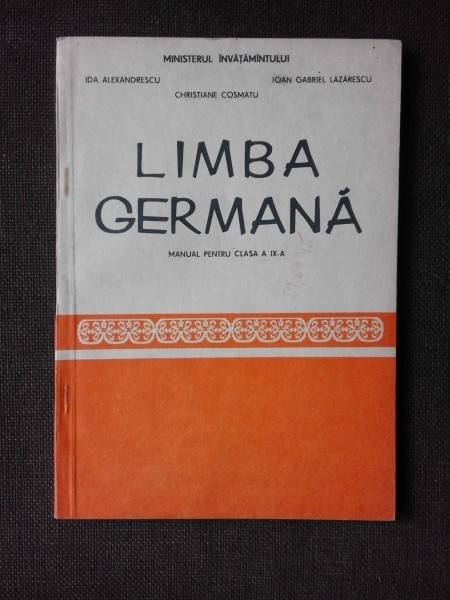 MINISTERUL ÎNVĂŢĂMÎNTULUI
IDA ALEXANDRESCU
IOAN GABRIEL LĂZĂRESCU
CHRISTIANE COSMATU
LIMBA
GERMANĂ
MANUAL PENTRU CLASA A IX-A